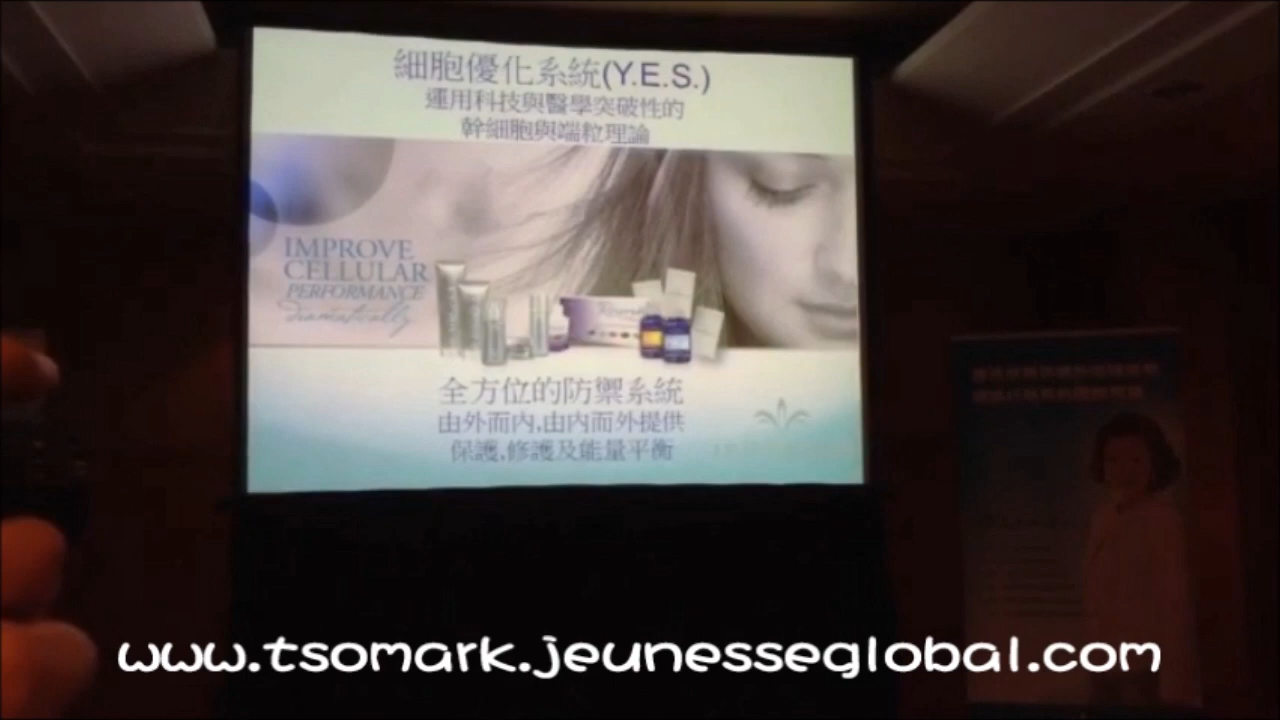 細胞優化系統(Y.E.S.)
運用科技與醫學突破性的
幹細胞與端粒理論
IMPROVE
CELLULAR
PERFORMANCE
dramatically
全方位的防禦系統
由外而內,由內而外提供
保護,修護及能量平衡
www.tsomark.jeunesseglobal.com